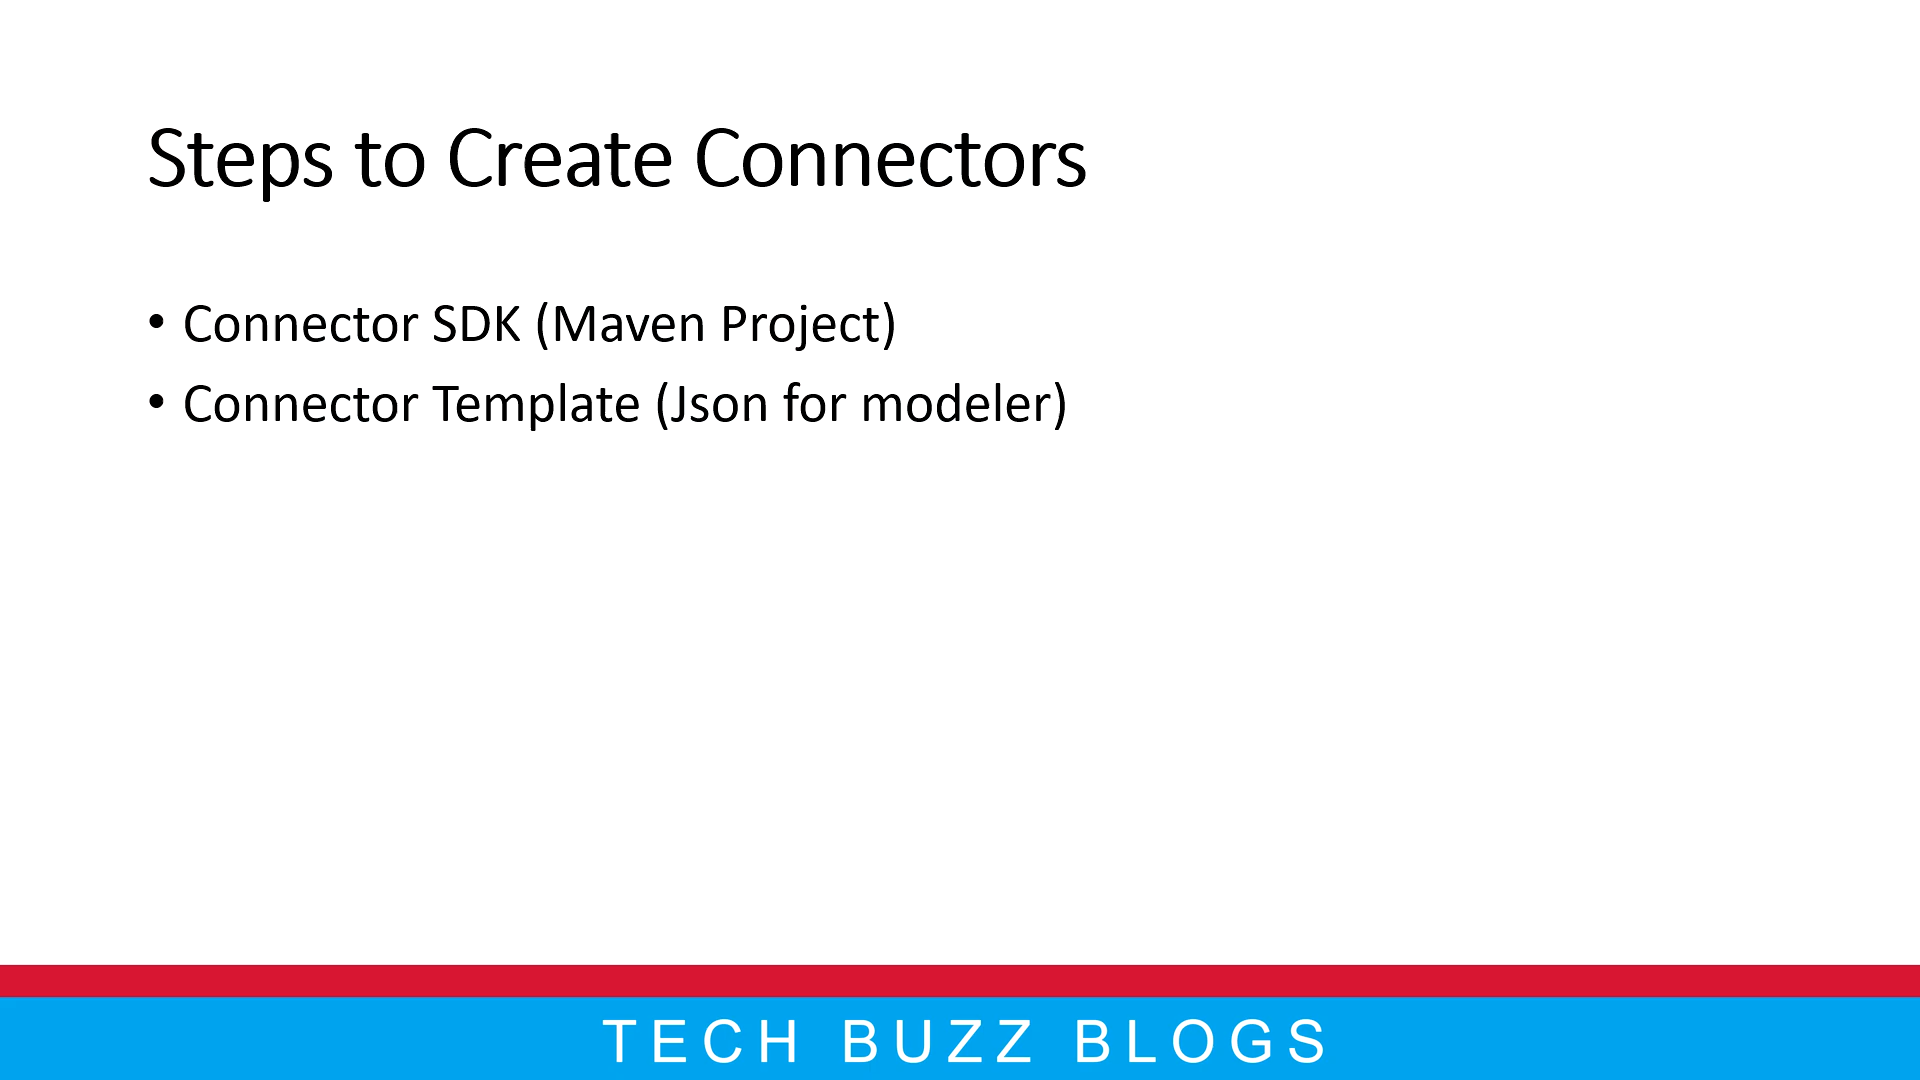 Steps to Create Connectors
• Connector SDK (Maven Project)
• Connector Template (Json for modeler)
TECH BUZZ BLOGS